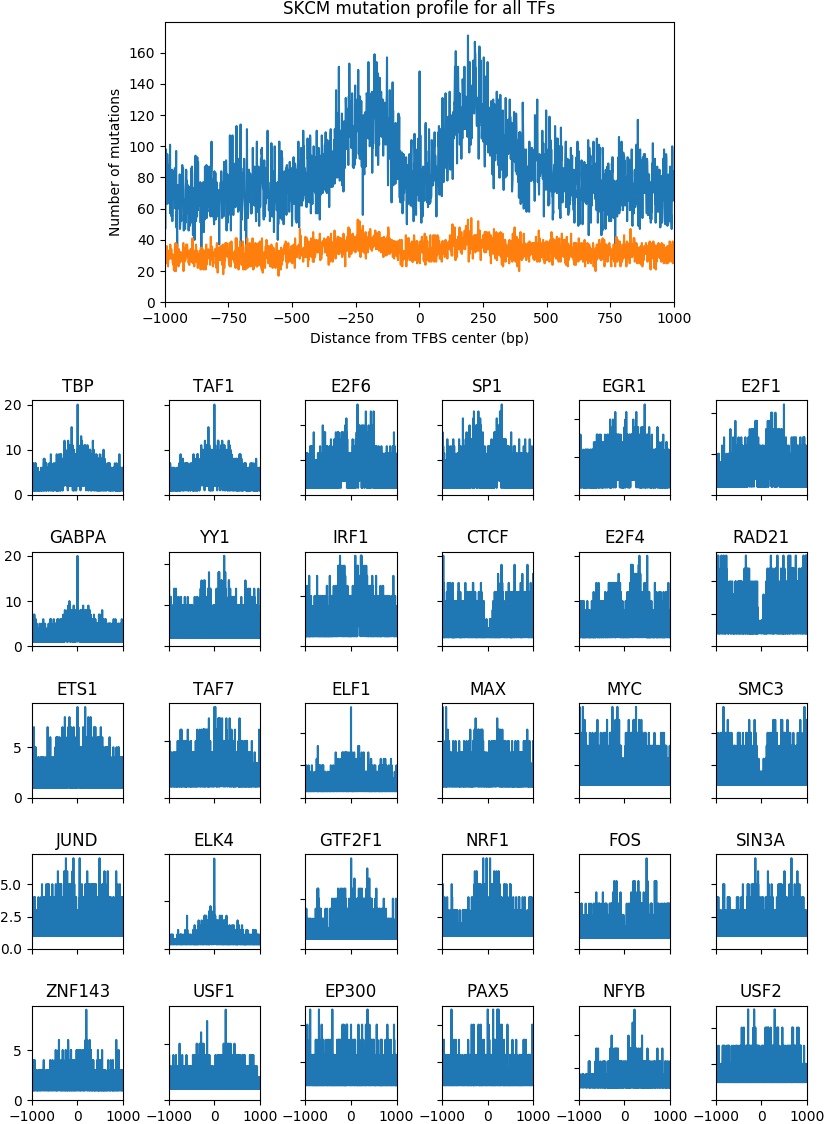 SKCM mutation profile for all TFs
Number of mutations
160
140
120
100
80
60
40
20
0
−1000 −750 −500 −250 0 250 500 750 1000
Distance from TFBS center (bp)
TBP TAF1 E2F6 SP1 EGR1 E2F1
20
10
0
GABPA YY1 IRF1 CTCF E2F4 RAD21
20
10
0
ETS1 TAF7 ELF1 MAX MYC SMC3
5
0
JUND ELK4 GTF2F1 NRF1 FOS SIN3A
5.0
2.5
0.0
ZNF143 USF1 EP300 PAX5 NFYB USF2
5
0
−1000 0 1000 −1000 0 1000 −1000 0 1000 −1000 0 1000 −1000 0 1000 −1000 0 1000